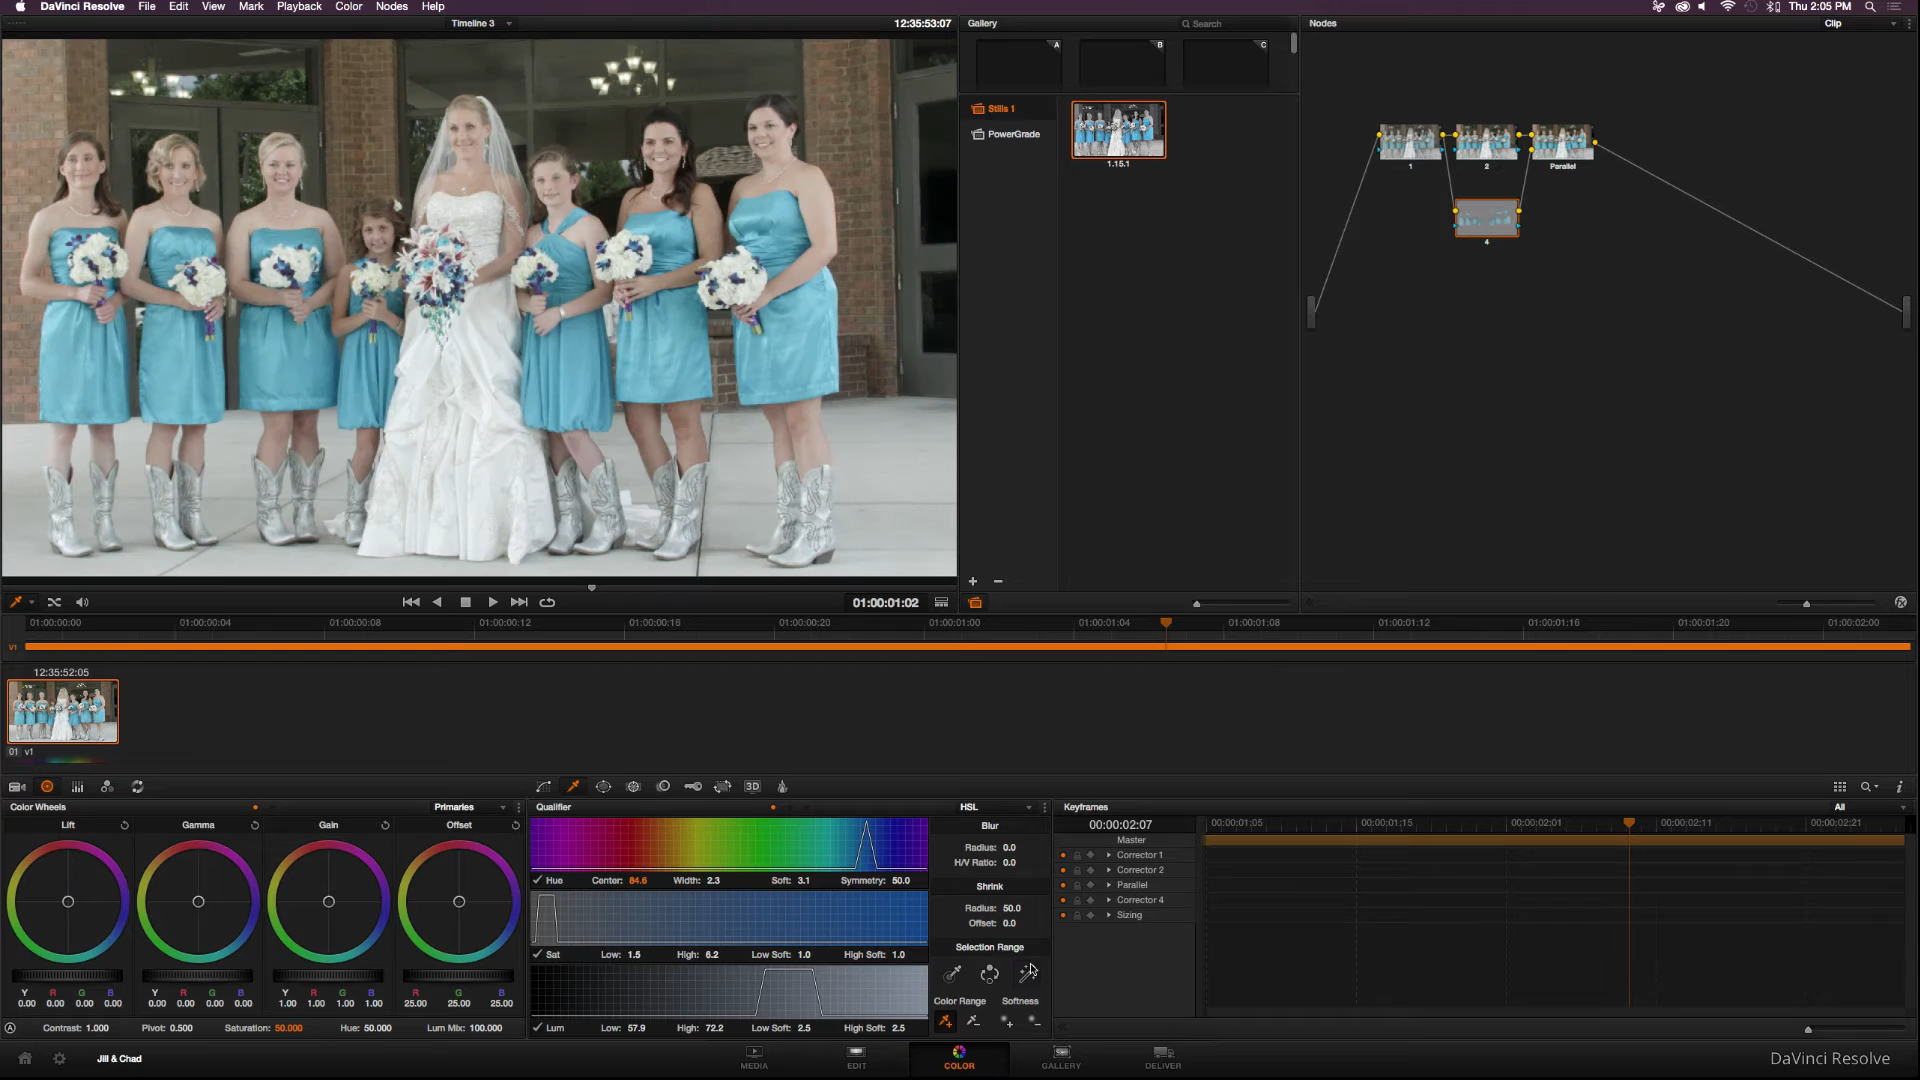 DaVinci Resolve File Edit View Mark Playback Color Nodes Help Thu 2:05 PM
Timeline 3 12:35:53:07 Gallery Search Nodes Clip
A B C
Stills 1
PowerGrade
1.15.1
1 2 Parallel
4
01:00:01:02
01:00:00:00 01:00:00:04 01:00:00:08 01:00:00:12 01:00:00:16 01:00:00:20 01:00:01:00 01:00:01:04 01:00:01:08 01:00:01:12 01:00:01:16 01:00:01:20 01:00:02:00
V1
12:35:52:05
01 v1
3D
Color Wheels Primaries Qualifier HSL Keyframes All
Lift Gamma Gain Offset Blur 00:00:02:07 00:00:01:05 00:00:01:15 00:00:02:01 00:00:02:11 00:00:02:21
Master
Radius: 0.0 Corrector 1
H/V Ratio: 0.0 Corrector 2
Hue Center: 84.6 Width: 2.3 Soft: 3.1 Symmetry: 50.0 Shrink Parallel
Radius: 50.0 Corrector 4
Offset: 0.0 Sizing
Selection Range
Sat Low: 1.5 High: 6.2 Low Soft: 1.0 High Soft: 1.0
Y R G B Y R G B Y R G B R G B
0.00 0.00 0.00 0.00 0.00 0.00 0.00 0.00 1.00 1.00 1.00 1.00 25.00 25.00 25.00 Color Range Softness
A Contrast: 1.000 Pivot: 0.500 Saturation: 50.000 Hue: 50.000 Lum Mix: 100.000 Lum Low: 57.9 High: 72.2 Low Soft: 2.5 High Soft: 2.5
Jill & Chad MEDIA EDIT COLOR GALLERY DELIVER DaVinci Resolve